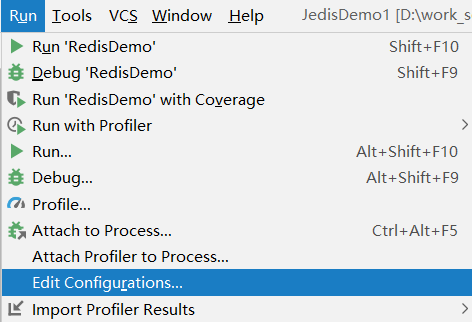 Run Tools VCS Window Help JedisDemo1 [D:\work_s
Run 'RedisDemo' Shift+F10
Debug 'RedisDemo' Shift+F9
Run 'RedisDemo' with Coverage
Run with Profiler
Run... Alt+Shift+F10
Debug... Alt+Shift+F9
Profile...
Attach to Process... Ctrl+Alt+F5
Attach Profiler to Process...
Edit Configurations...
Import Profiler Results